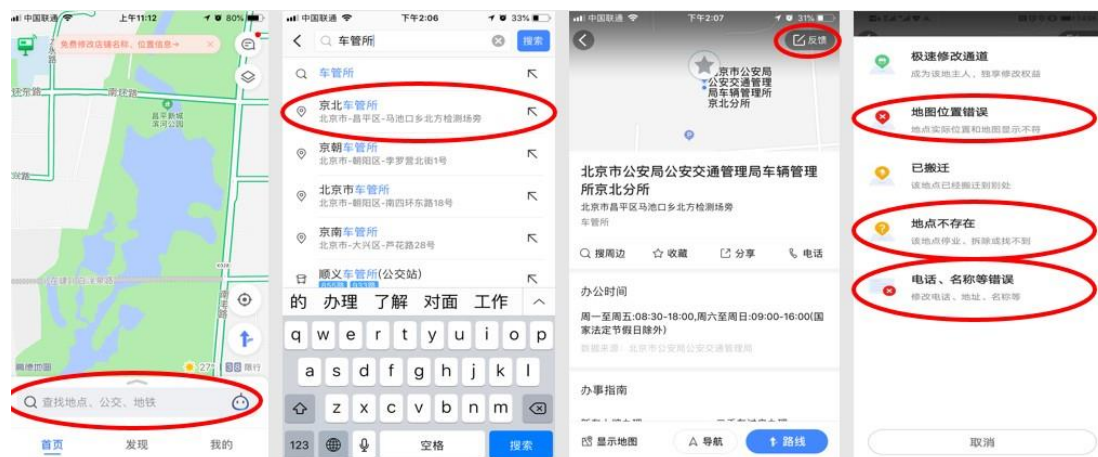 中国联通
上午11:12
80%
免费修改店铺名称、位置信息→
南环路
昌平新城
滨河公园
高德地图
27°
限行
查找地点、公交、地铁
首页
发现
我的
中国联通
下午2:06
33%
车管所
搜索
车管所
京北车管所
北京市-昌平区-马池口乡北方检测场旁
京朝车管所
北京市-朝阳区-李罗营北街1号
北京市车管所
北京市-朝阳区-南四环东路18号
京南车管所
北京市-大兴区-芦花路28号
顺义车管所(公交站)
的 办理 了解 对面 工作
q w e r t y u i o p
a s d f g h j k l
z x c v b n m
123
空格
搜索
中国联通
下午2:07
31%
反馈
京市公安局
公安交通管理
局车辆管理所
京北分所
北京市公安局公安交通管理局车辆管理
所京北分所
北京市昌平区马池口乡北方检测场旁
车管所
搜周边
收藏
分享
电话
办公时间
周一至周五:08:30-18:00,周六至周日:09:00-16:00(国
家法定节假日除外)
数据来源:北京市公安局公安交通管理局
办事指南
显示地图
导航
路线
极速修改通道
成为该地主人、独享修改权益
地图位置错误
地点实际位置和地图显示不符
已搬迁
该地点已经搬迁到别处
地点不存在
该地点停业、拆除或找不到
电话、名称等错误
修改电话、地址、名称等
取消